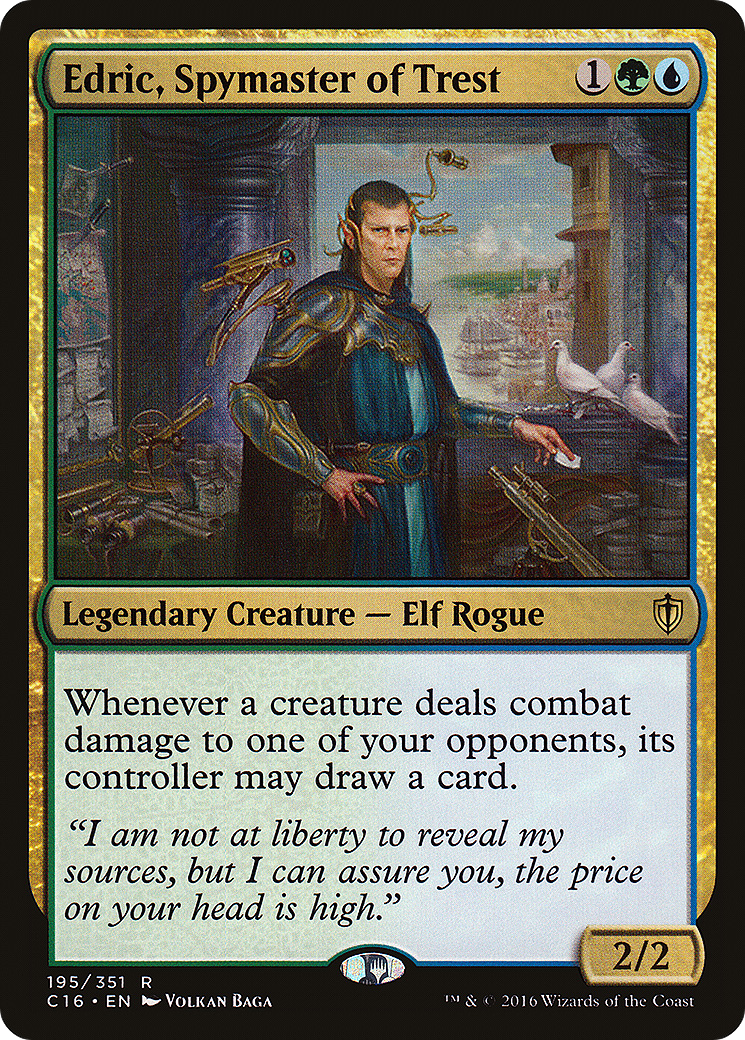 Edric, Spymaster of Trest 1
Legendary Creature — Elf Rogue
Whenever a creature deals combat
damage to one of your opponents, its
controller may draw a card.
“I am not at liberty to reveal my
sources, but I can assure you, the price
on your head is high.”
2/2
195/351 R
C16 • EN Volkan Baga
™ & © 2016 Wizards of the Coast